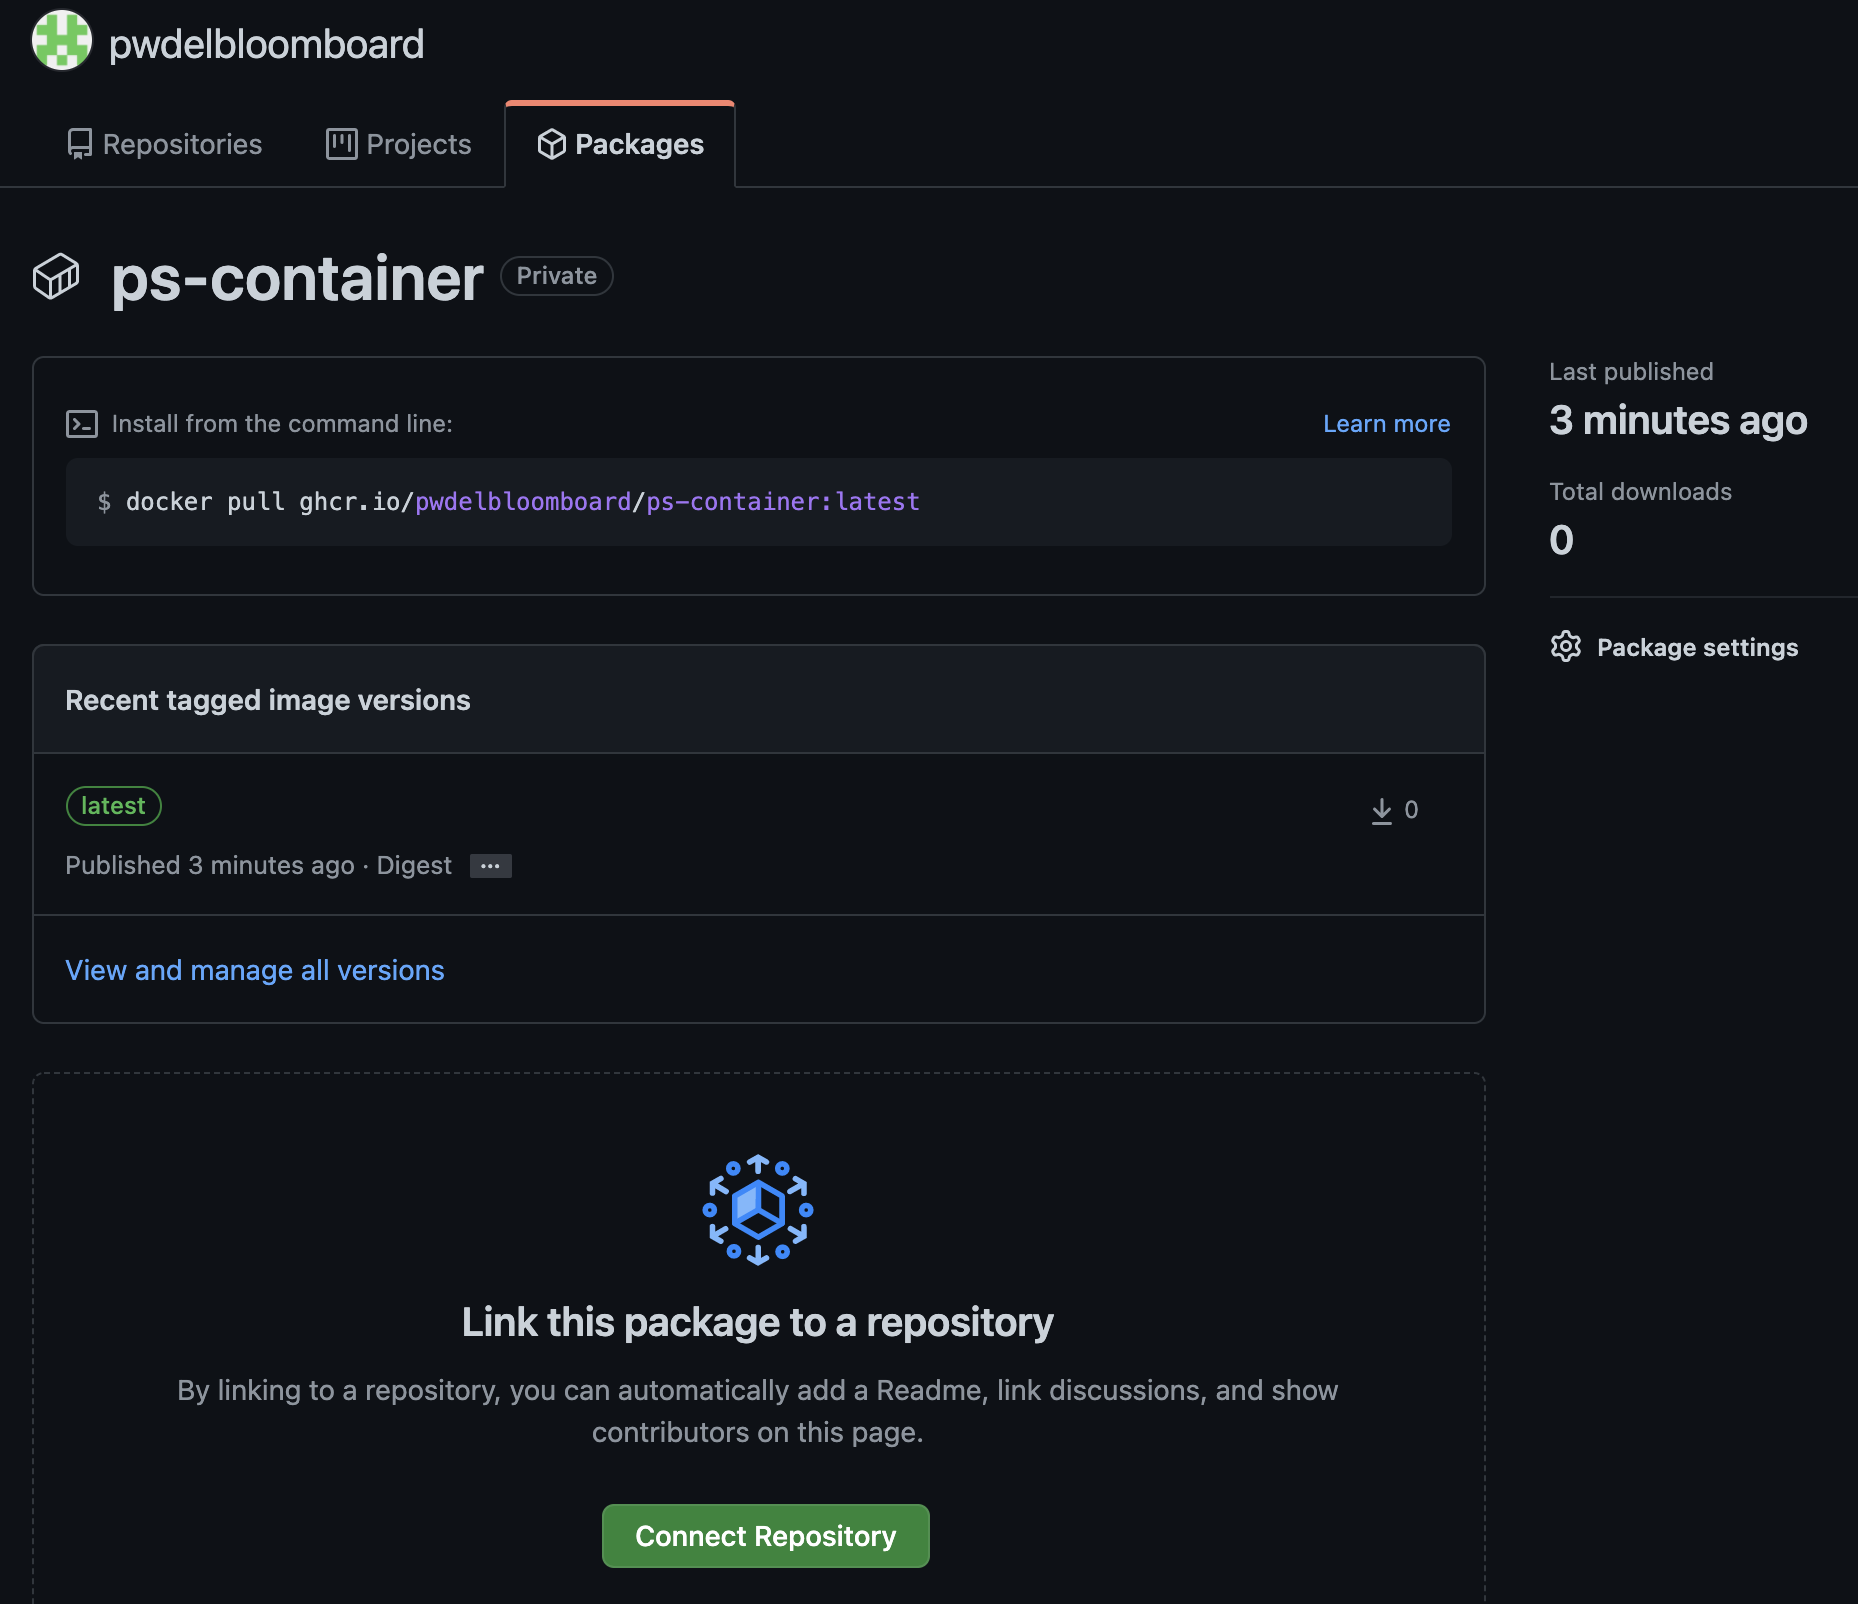 pwdelbloomboard
Repositories
Projects
Packages
ps-container
Private
Install from the command line:
Learn more
$ docker pull ghcr.io/pwdelbloomboard/ps-container:latest
Last published
3 minutes ago
Total downloads
0
Package settings
Recent tagged image versions
latest
0
Published 3 minutes ago · Digest ···
View and manage all versions
Link this package to a repository
By linking to a repository, you can automatically add a Readme, link discussions, and show
contributors on this page.
Connect Repository